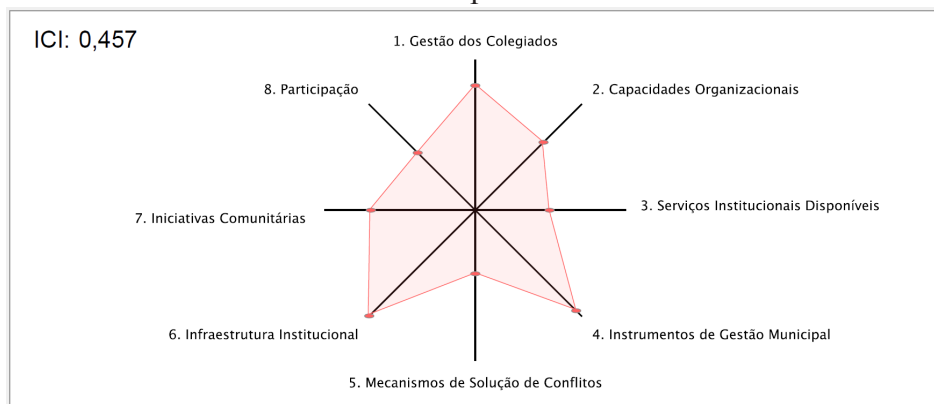 ICI: 0,457
1. Gestão dos Colegiados
8. Participação
2. Capacidades Organizacionais
7. Iniciativas Comunitárias
3. Serviços Institucionais Disponíveis
6. Infraestrutura Institucional
4. Instrumentos de Gestão Municipal
5. Mecanismos de Solução de Conflitos